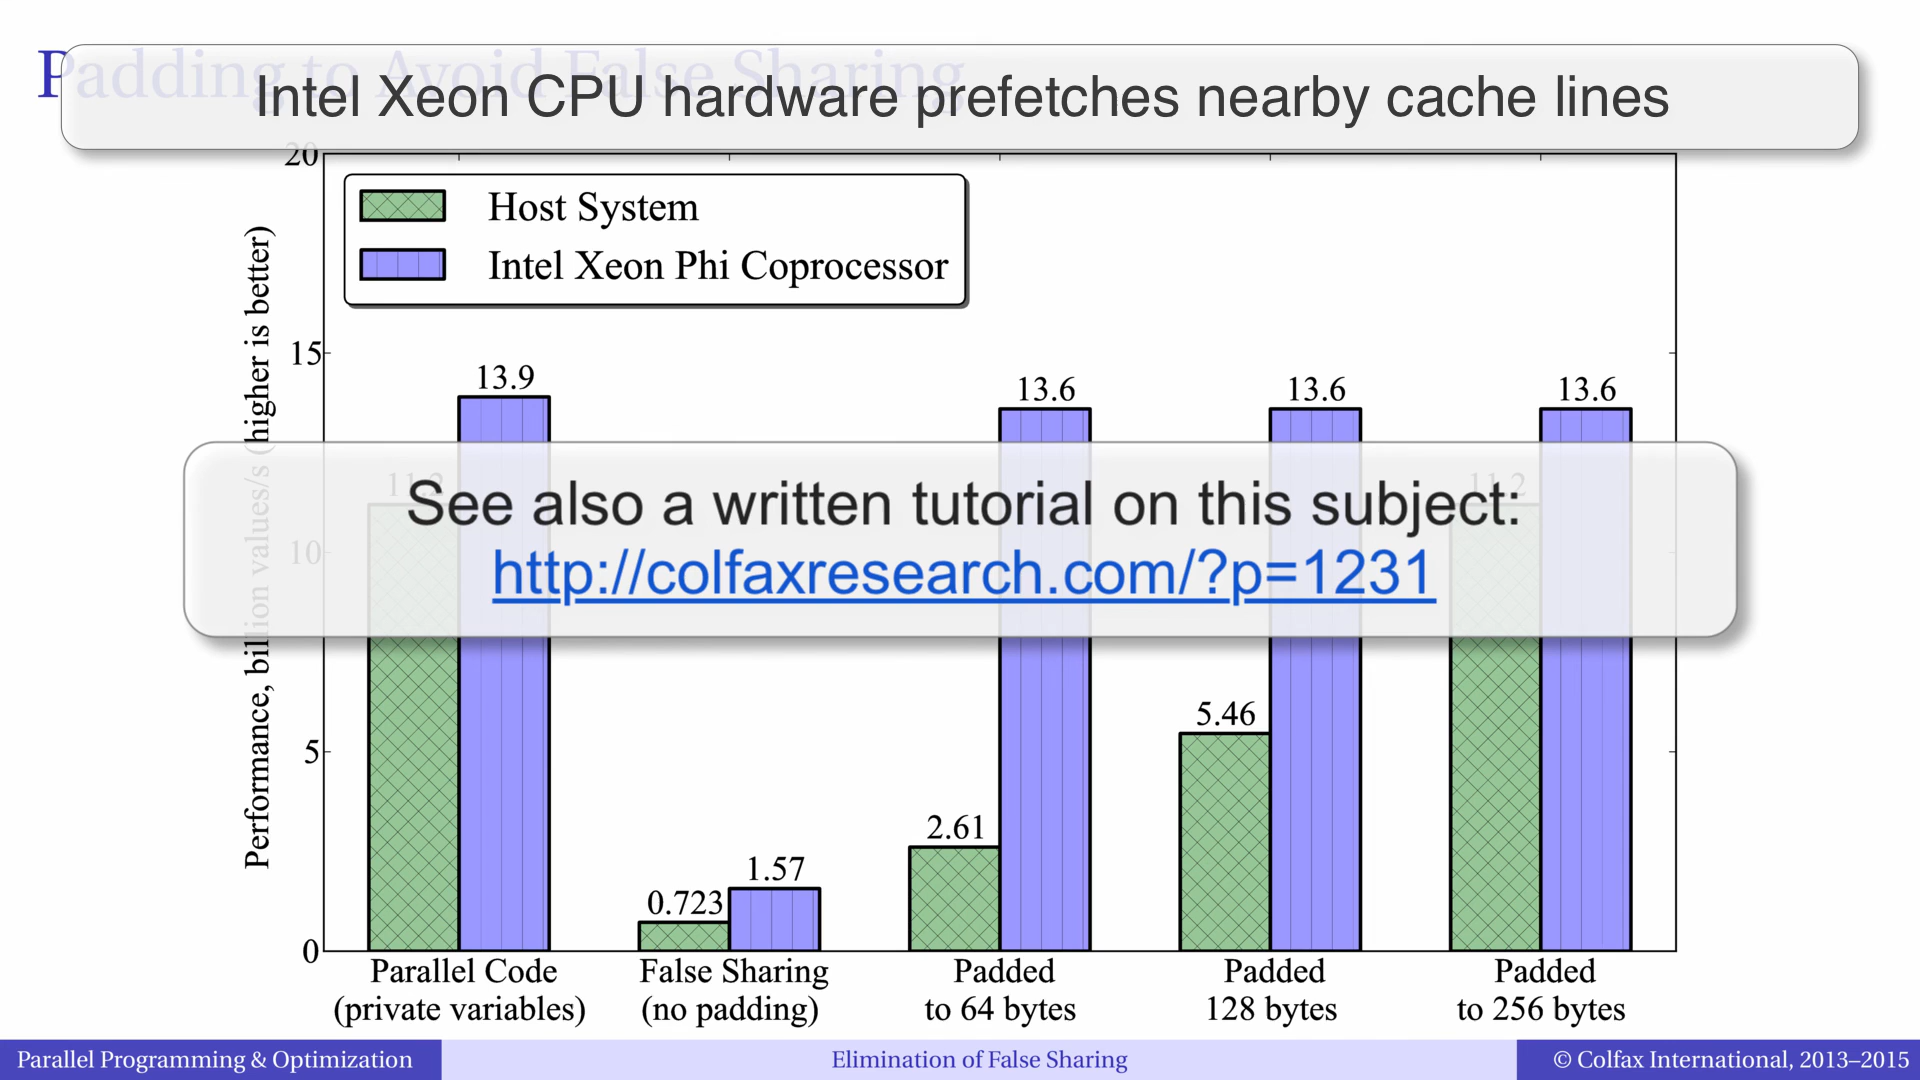 Padding to Avoid False Sharing
Intel Xeon CPU hardware prefetches nearby cache lines
Performance, billion values/s (higher is better)
20
15
10
5
0
Host System
Intel Xeon Phi Coprocessor
11.2
13.9
0.723
1.57
2.61
13.6
5.46
13.6
11.2
13.6
See also a written tutorial on this subject:
http://colfaxresearch.com/?p=1231
Parallel Code
(private variables)
False Sharing
(no padding)
Padded
to 64 bytes
Padded
128 bytes
Padded
to 256 bytes
Parallel Programming & Optimization
Elimination of False Sharing
© Colfax International, 2013–2015